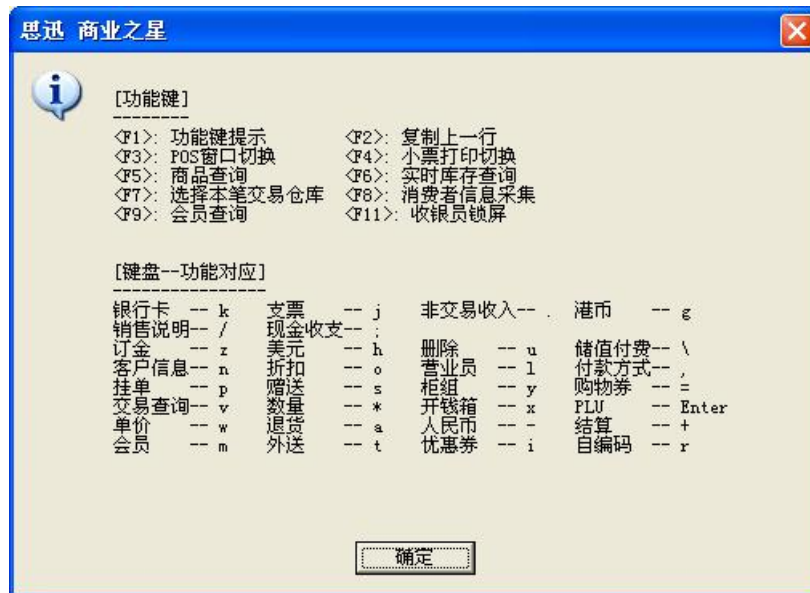 思迅 商业之星
[功能键]
--------
<F1>: 功能键提示 <F2>: 复制上一行
<F3>: POS窗口切换 <F4>: 小票打印切换
<F5>: 商品查询 <F6>: 实时库存查询
<F7>: 选择本笔交易仓库 <F8>: 消费者信息采集
<F9>: 会员查询 <F11>: 收银员锁屏
[键盘--功能对应]
----------------
银行卡 -- k 支票 -- j 非交易收入-- . 港币 -- g
销售说明-- / 现金收支-- ;
订金 -- z 美元 -- h 册除 -- u 储值付费-- \
客户信息-- n 折扣 -- o 营业员 -- l 付款方式-- ,
挂单 -- p 赠送 -- s 柜组 -- y 购物券 -- =
交易查询-- v 数量 -- * 开钱箱 -- x PLU -- Enter
单价 -- w 退货 -- a 人民币 -- - 结算 -- +
会员 -- m 外送 -- t 优惠券 -- i 自编码 -- r
确定